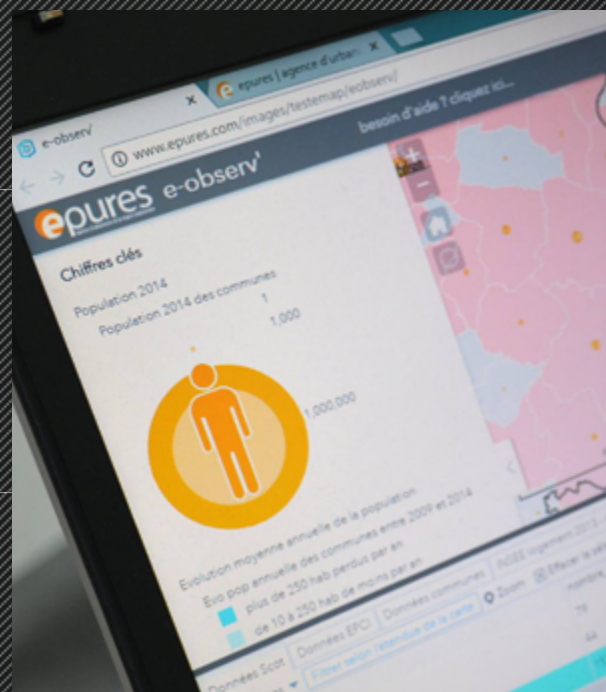 e-observ'
epures | agence d'urban
www.epures.com/images/testemap/eobserv/
epures e-observ'
besoin d'aide ? cliquez ici...
Chiffres clés
Population 2014
Population 2014 des communes
1
1,000
1,000,000
Evolution moyenne annuelle de la population
Evo pop annuelle des communes entre 2009 et 2014
plus de 250 hab perdus par an
de 10 à 250 hab de moins par an
Données Scot
Données EPCI
Données communes
INSEE logement 2013
Filtrer selon l'étendue de la carte
Zoom
Effacer la sél
nombre